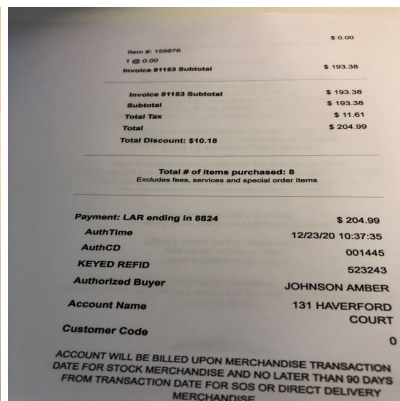 $ 0.00
Item #: 159876
1 @ 0.00
Invoice 81153 Subtotal $ 193.38
Invoice 81153 Subtotal $ 193.38
Subtotal $ 193.38
Total Tax $ 11.61
Total $ 204.99
Total Discount: $10.18
Total # of items purchased: 8
Excludes fees, services and special order items
Payment: LAR ending in 8824 $ 204.99
AuthTime 12/23/20 10:37:35
AuthCD 001445
KEYED REFID 523243
Authorized Buyer JOHNSON AMBER
Account Name 131 HAVERFORD
COURT
Customer Code 0
ACCOUNT WILL BE BILLED UPON MERCHANDISE TRANSACTION
DATE FOR STOCK MERCHANDISE AND NO LATER THAN 90 DAYS
FROM TRANSACTION DATE FOR SOS OR DIRECT DELIVERY
MERCHANDISE